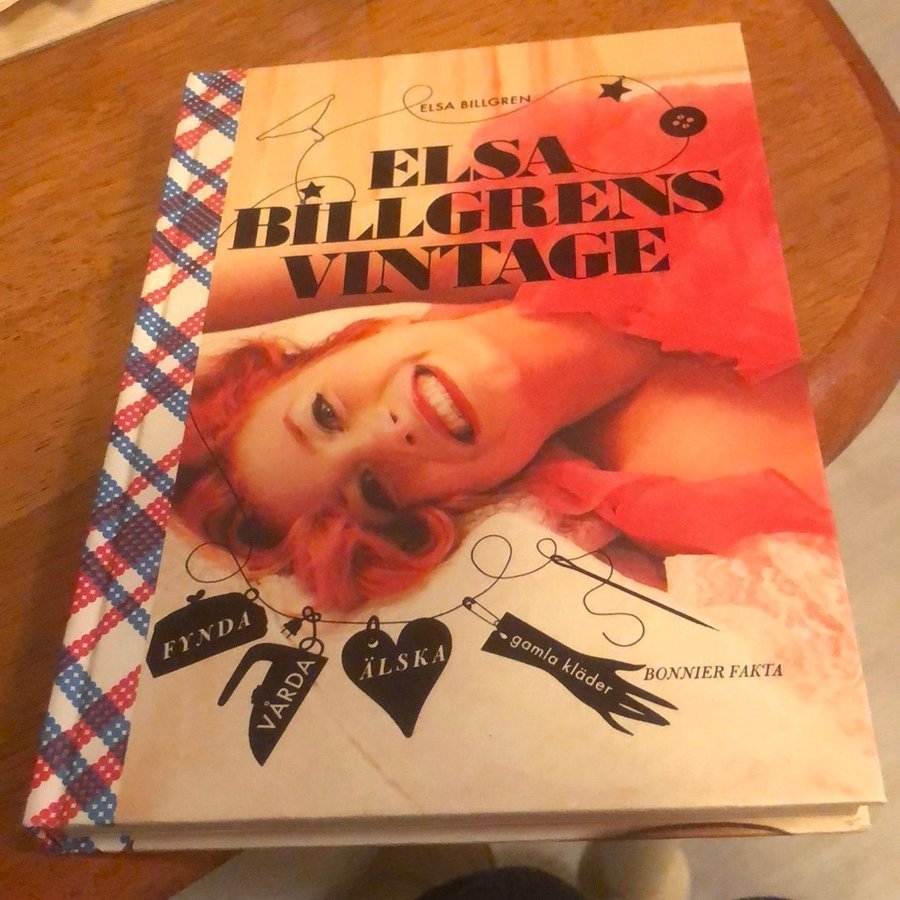 ELSA BILLGREN
ELSA
BILLGRENS
VINTAGE
FYNDA
VÅRDA
ÄLSKA
gamla kläder
BONNIER FAKTA